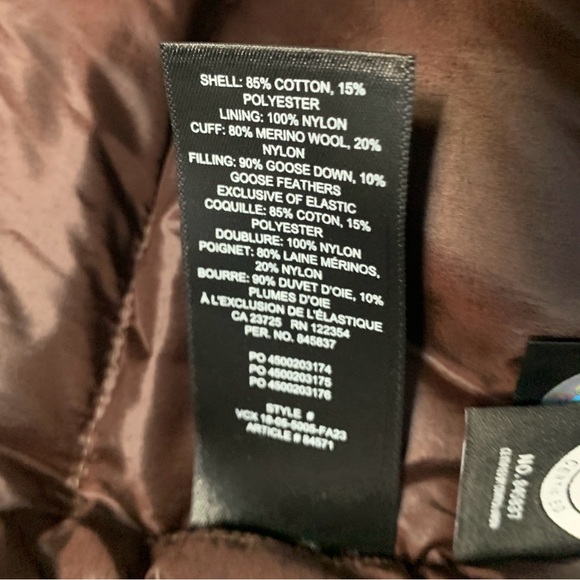 SHELL: 85% COTTON, 15%
POLYESTER
LINING: 100% NYLON
CUFF: 80% MERINO WOOL, 20%
NYLON
FILLING: 90% GOOSE DOWN, 10%
GOOSE FEATHERS
EXCLUSIVE OF ELASTIC
COQUILLE: 85% COTON, 15%
POLYESTER
DOUBLURE: 100% NYLON
POIGNET: 80% LAINE MÉRINOS,
20% NYLON
BOURRE: 90% DUVET D'OIE, 10%
PLUMES D'OIE
À L'EXCLUSION DE L'ÉLASTIQUE
CA 23725 RN 122354
PER. NO. 845837
PO 4500203174
PO 4500203175
PO 4500203176
STYLE #
VCX 18-05-5005-FA23
ARTICLE # 84571